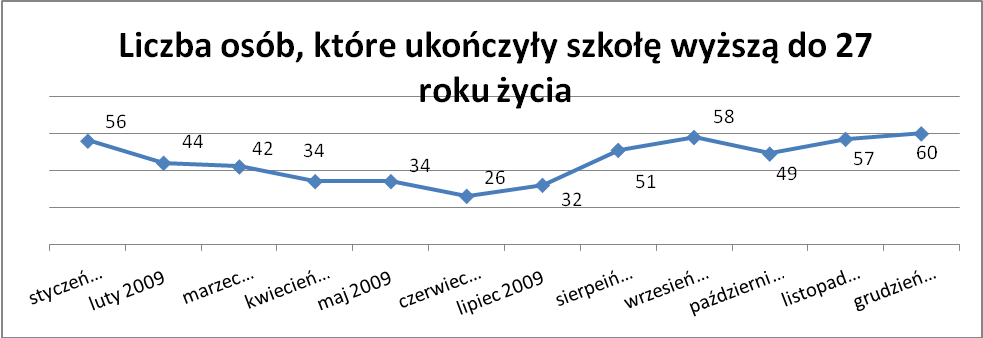 Liczba osób, które ukończyły szkołę wyższą do 27
roku życia
56
44
42
34
34
26
32
51
58
49
57
60
styczeń...
luty 2009
marzec...
kwiecień...
maj 2009
czerwiec...
lipiec 2009
sierpeiń...
wrzesień...
październi...
listopad...
grudzień...